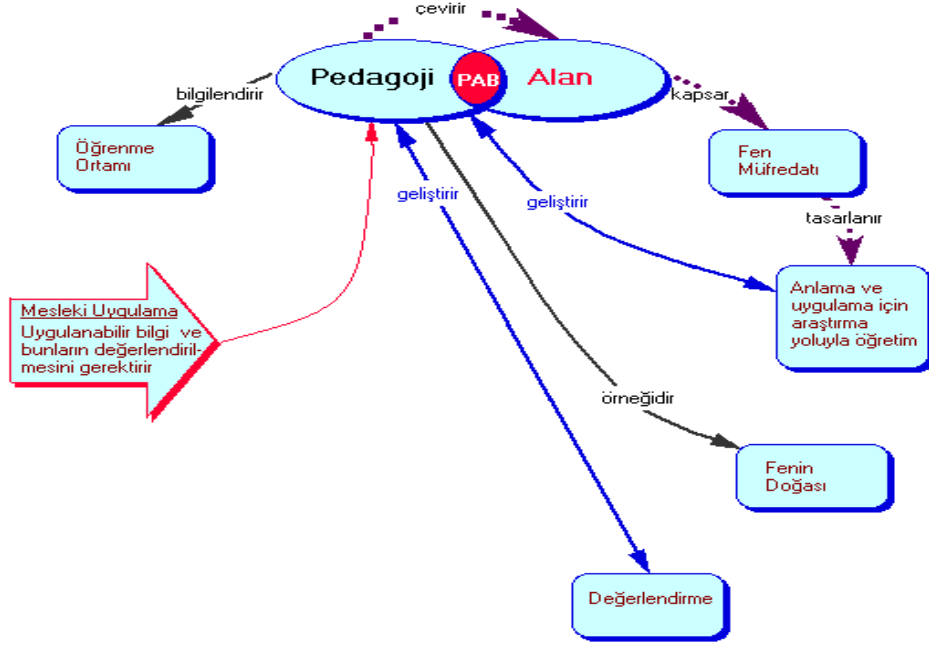 çevirir
Pedagoji PAB Alan
bilgilendirir
kapsar
Öğrenme
Ortamı
Fen
Müfredatı
geliştirir
geliştirir
tasarlanır
Mesleki Uygulama
Uygulanabilir bilgi ve
bunların değerlendiril-
mesini gerektirir
Anlama ve
uygulama için
araştırma
yoluyla öğretim
örneğidir
Fenin
Doğası
Değerlendirme